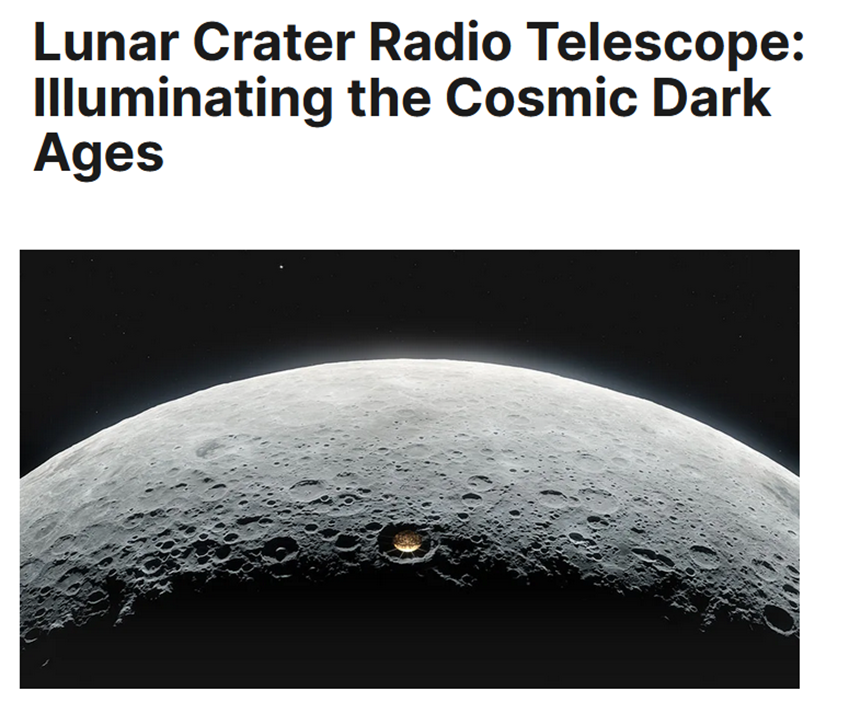 Lunar Crater Radio Telescope:
Illuminating the Cosmic Dark
Ages